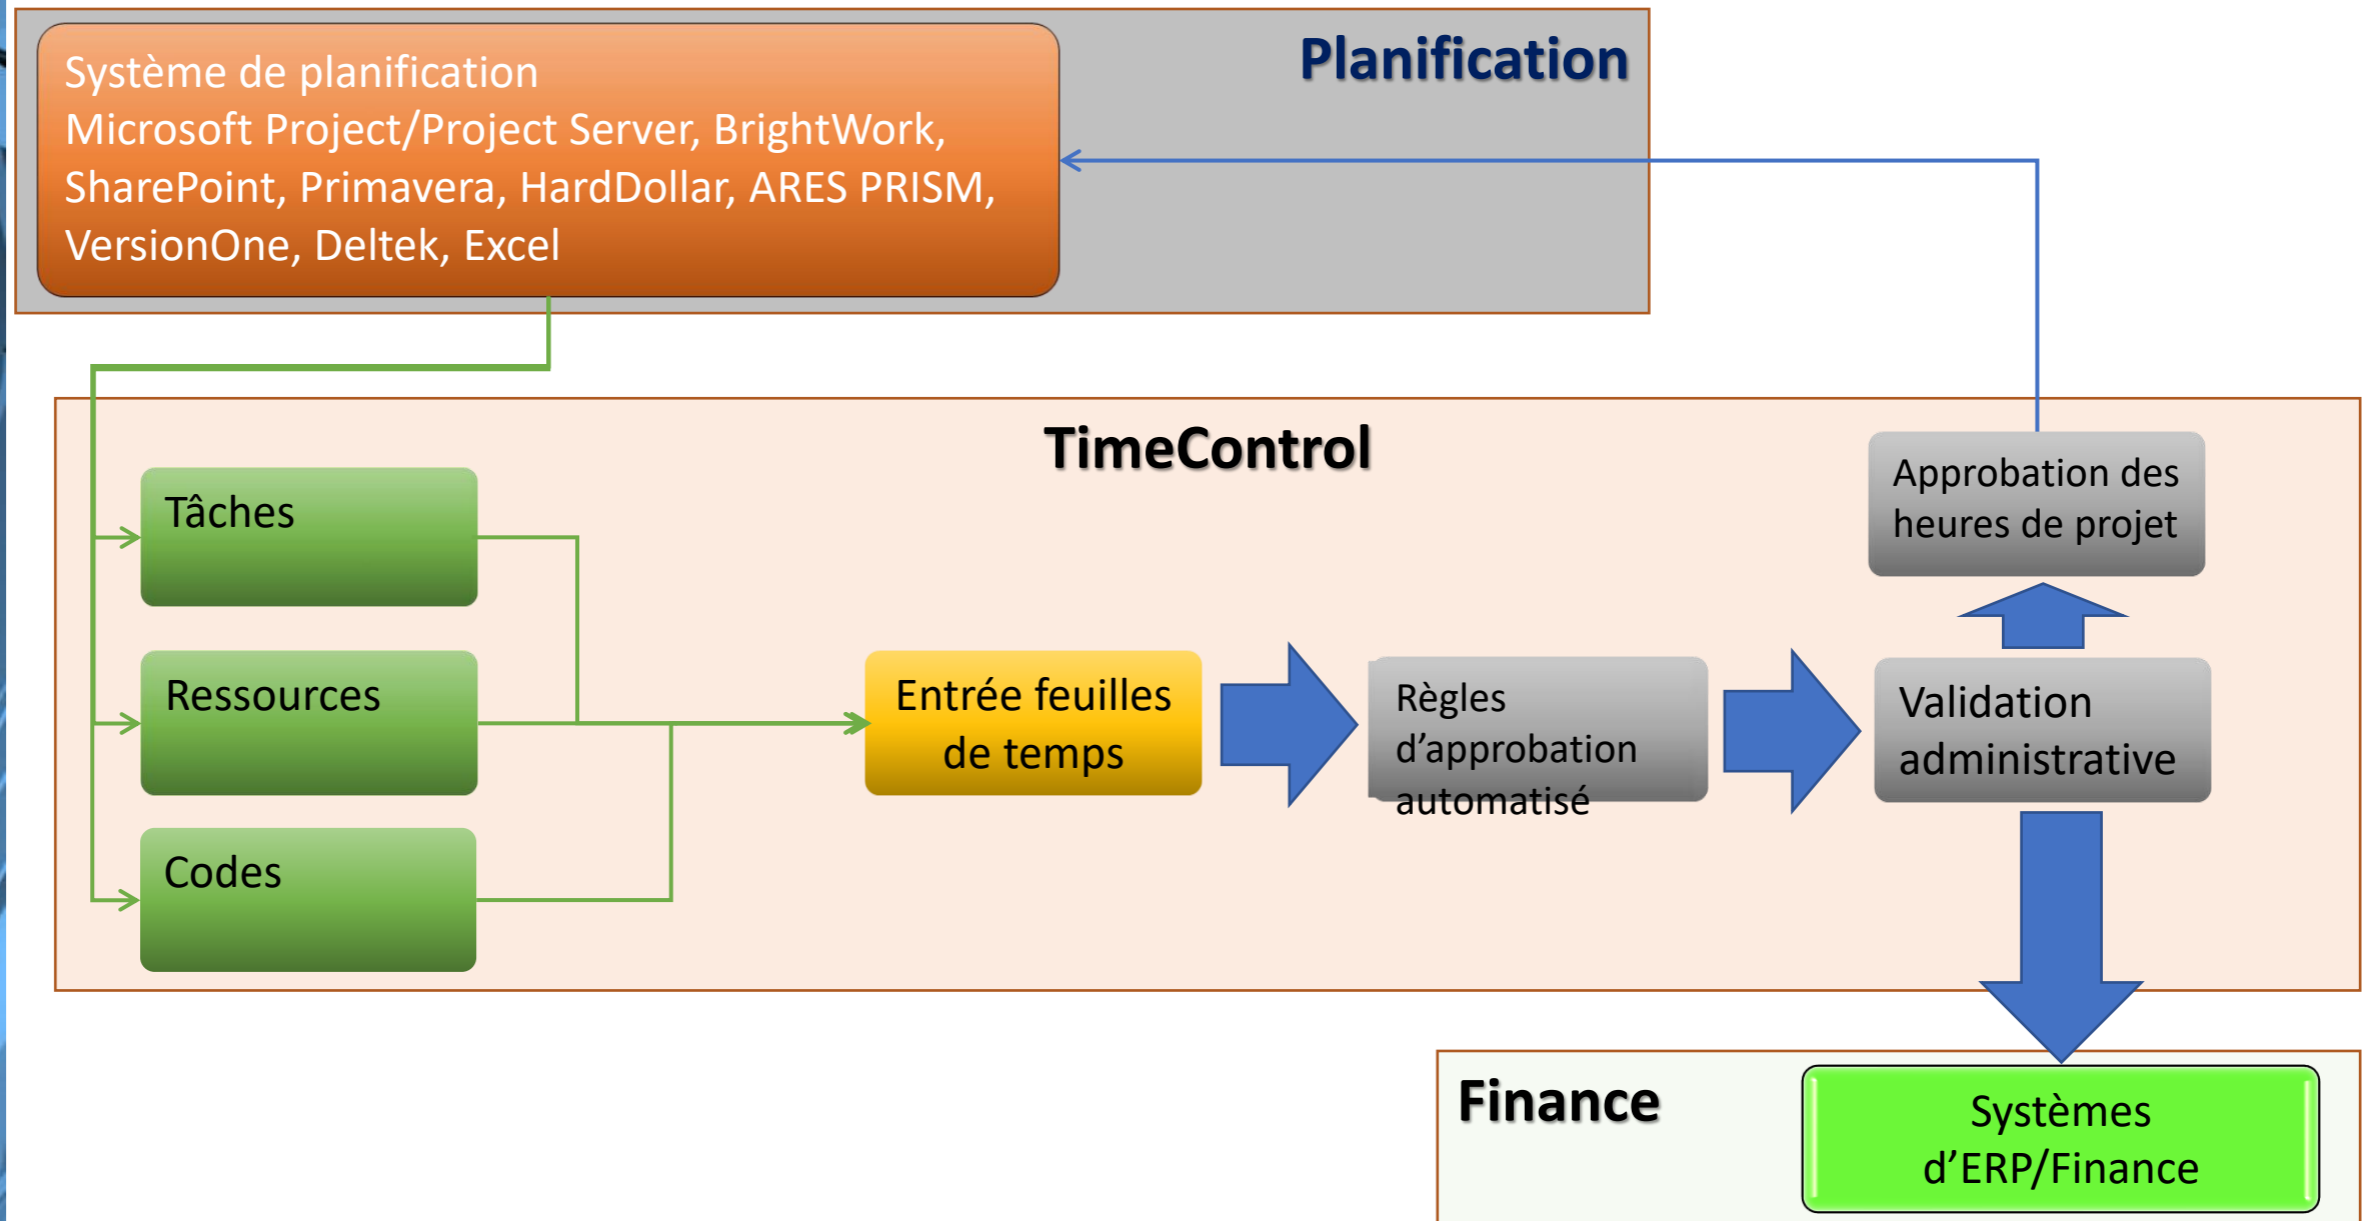 Planification
Système de planification
Microsoft Project/Project Server, BrightWork,
SharePoint, Primavera, HardDollar, ARES PRISM,
VersionOne, Deltek, Excel
TimeControl
Tâches
Ressources
Codes
Entrée feuilles
de temps
Règles
d’approbation
automatisé
Validation
administrative
Approbation des
heures de projet
Finance
Systèmes
d’ERP/Finance